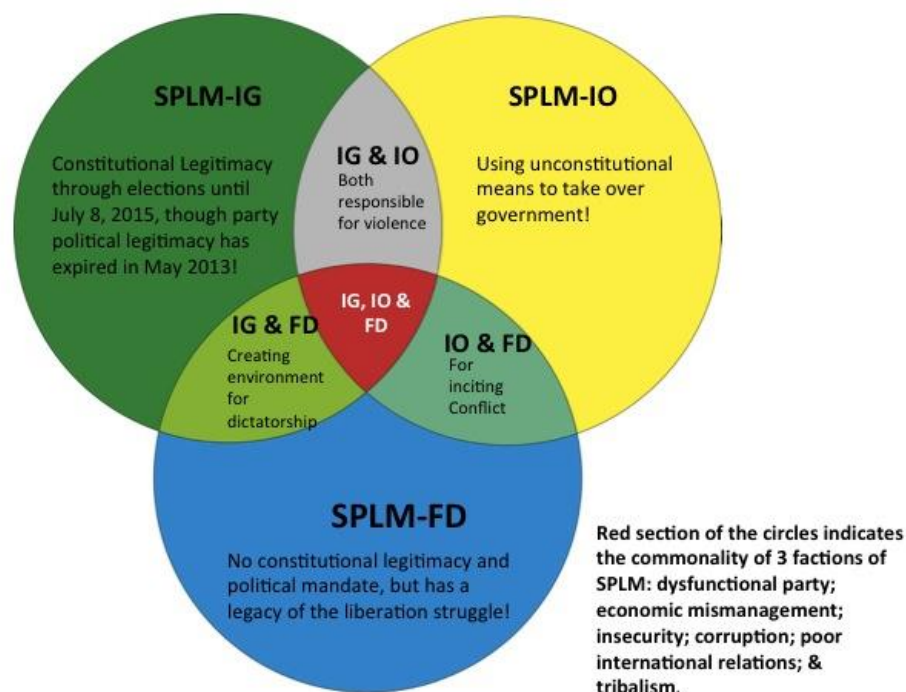 SPLM-IG
Constitutional Legitimacy
through elections until
July 8, 2015, though party
political legitimacy has
expired in May 2013!
IG & IO
Both
responsible
for violence
SPLM-IO
Using unconstitutional
means to take over
government!
IG, IO &
FD
IG & FD
Creating
environment
for
dictatorship
IO & FD
For
inciting
Conflict
SPLM-FD
No constitutional legitimacy and
political mandate, but has a
legacy of the liberation struggle!
Red section of the circles indicates
the commonality of 3 factions of
SPLM: dysfunctional party;
economic mismanagement;
insecurity; corruption; poor
international relations; &
tribalism.